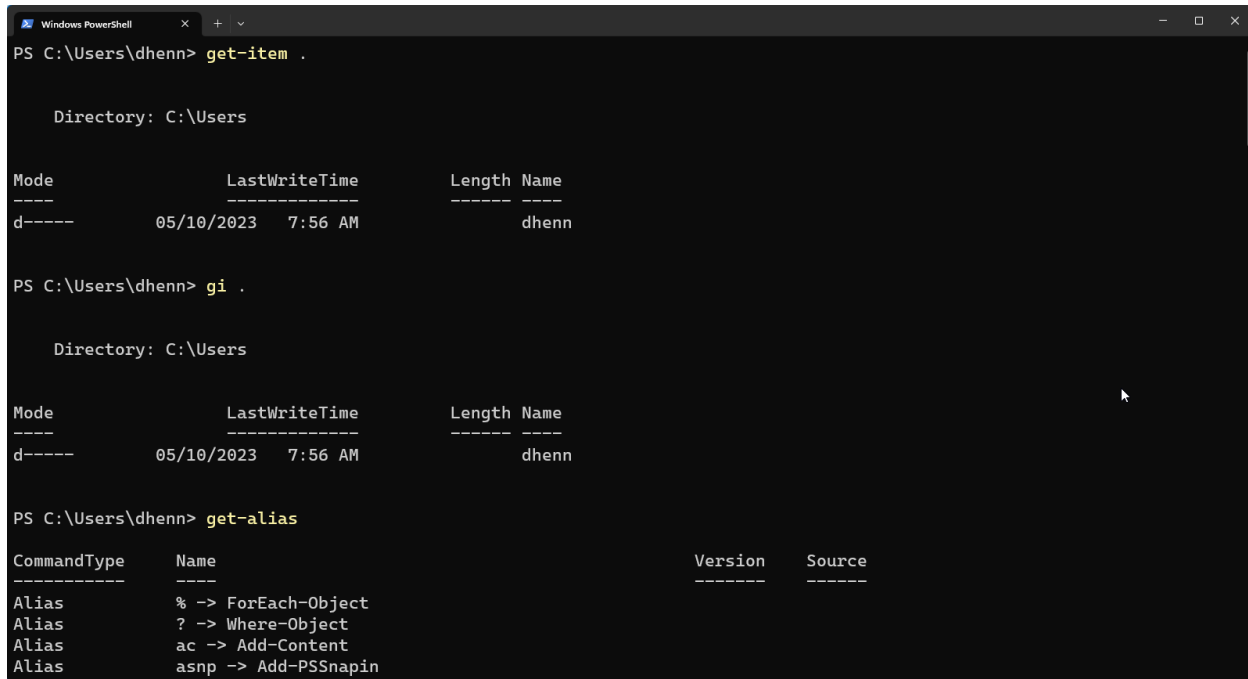 Windows PowerShell
PS C:\Users\dhenn> get-item .
Directory: C:\Users
Mode                 LastWriteTime         Length Name
----                 -------------         ------ ----
d-----        05/10/2023   7:56 AM                dhenn
PS C:\Users\dhenn> gi .
Directory: C:\Users
Mode                 LastWriteTime         Length Name
----                 -------------         ------ ----
d-----        05/10/2023   7:56 AM                dhenn
PS C:\Users\dhenn> get-alias
CommandType     Name                                               Version    Source
-----------     ----                                               -------    ------
Alias           % -> ForEach-Object
Alias           ? -> Where-Object
Alias           ac -> Add-Content
Alias           asnp -> Add-PSSnapin